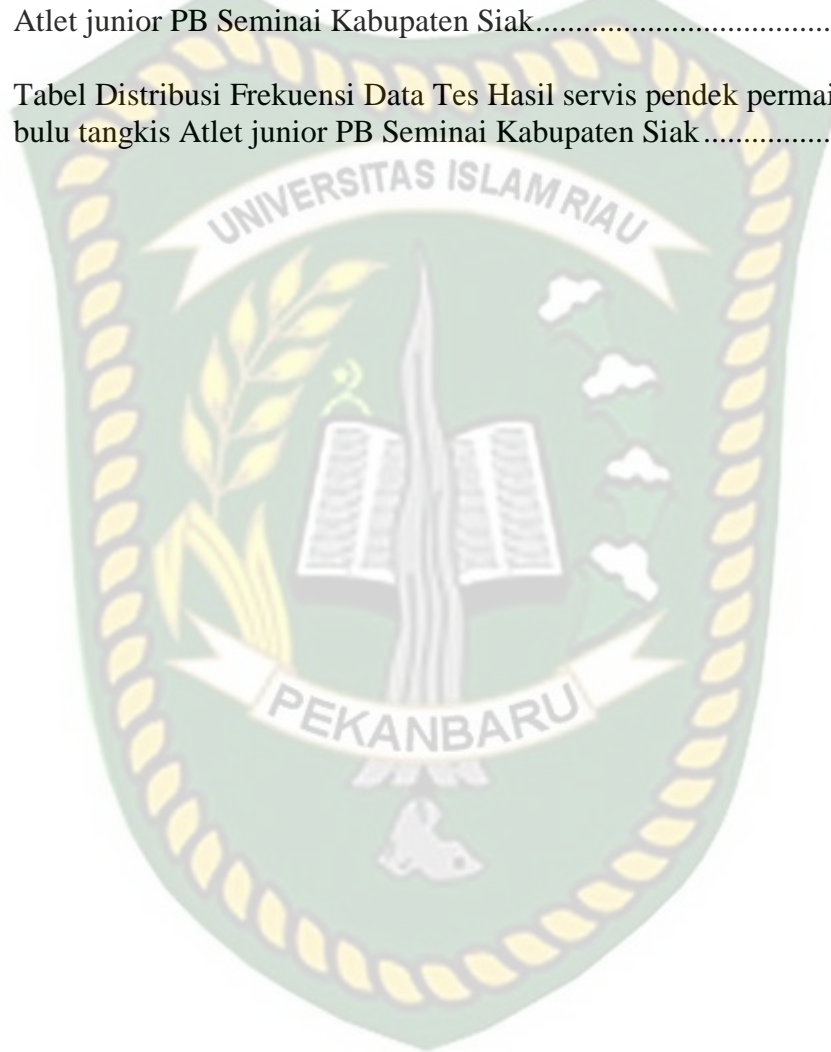 Atlet junior PB Seminai Kabupaten Siak..................................
Tabel Distribusi Frekuensi Data Tes Hasil servis pendek permai
bulu tangkis Atlet junior PB Seminai Kabupaten Siak...............
UNIVERSITAS ISLAM RIAU
PEKANBARU